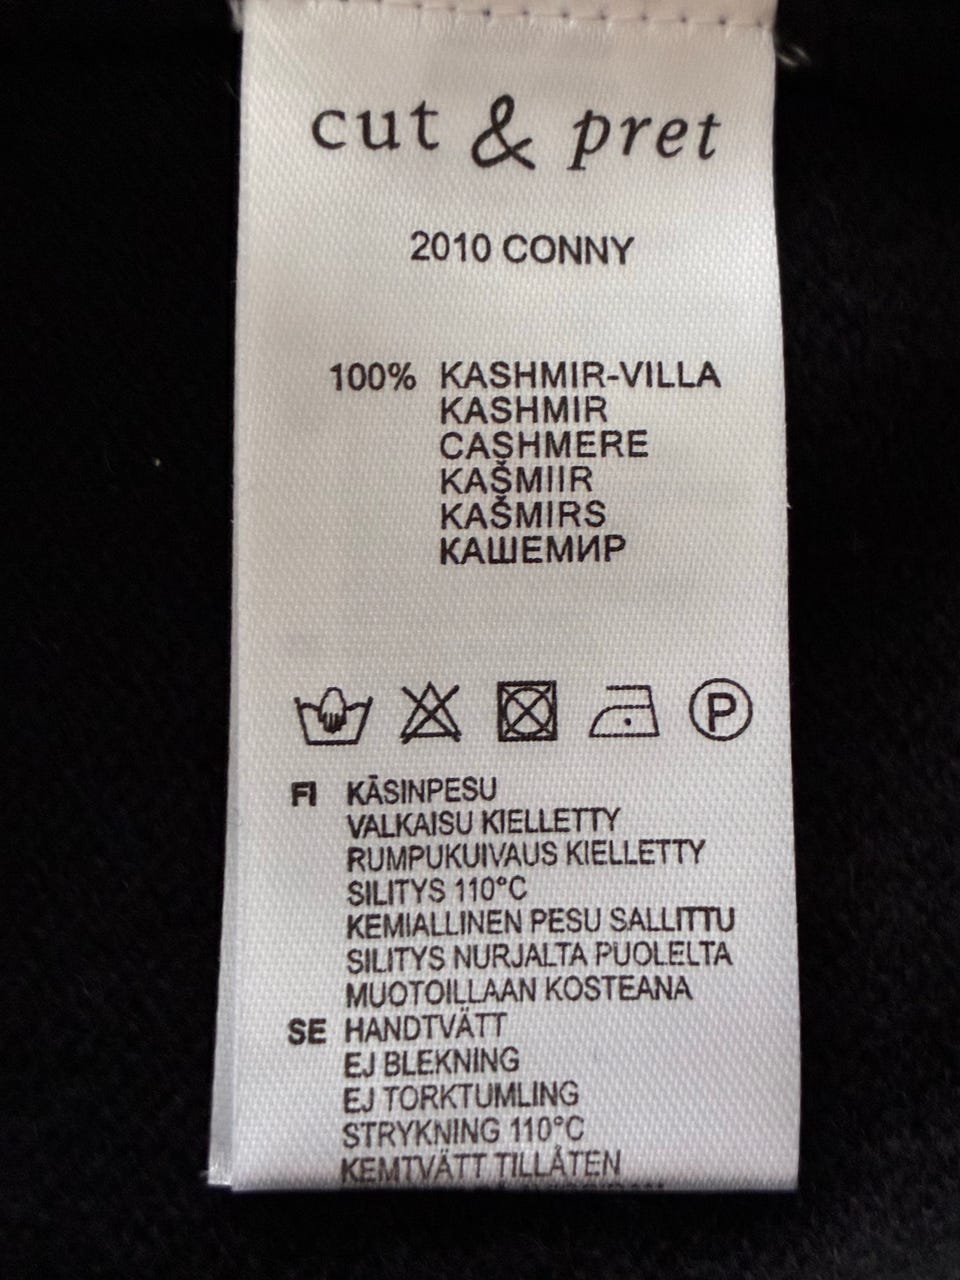 cut & pret
2010 CONNY
100% KASHMIR-VILLA
KASHMIR
CASHMERE
KAŠMIIR
KAŠMIRS
КАШЕМИР
P
FI KÄSINPESU
VALKAISU KIELLETTY
RUMPUKUIVAUS KIELLETTY
SILITYS 110°C
KEMIALLINEN PESU SALLITTU
SILITYS NURJALTA PUOLELTA
MUOTOILLAAN KOSTEANA
SE HANDTVÄTT
EJ BLEKNING
EJ TORKTUMLING
STRYKNING 110°C
KEMTVÄTT TILLÅTEN